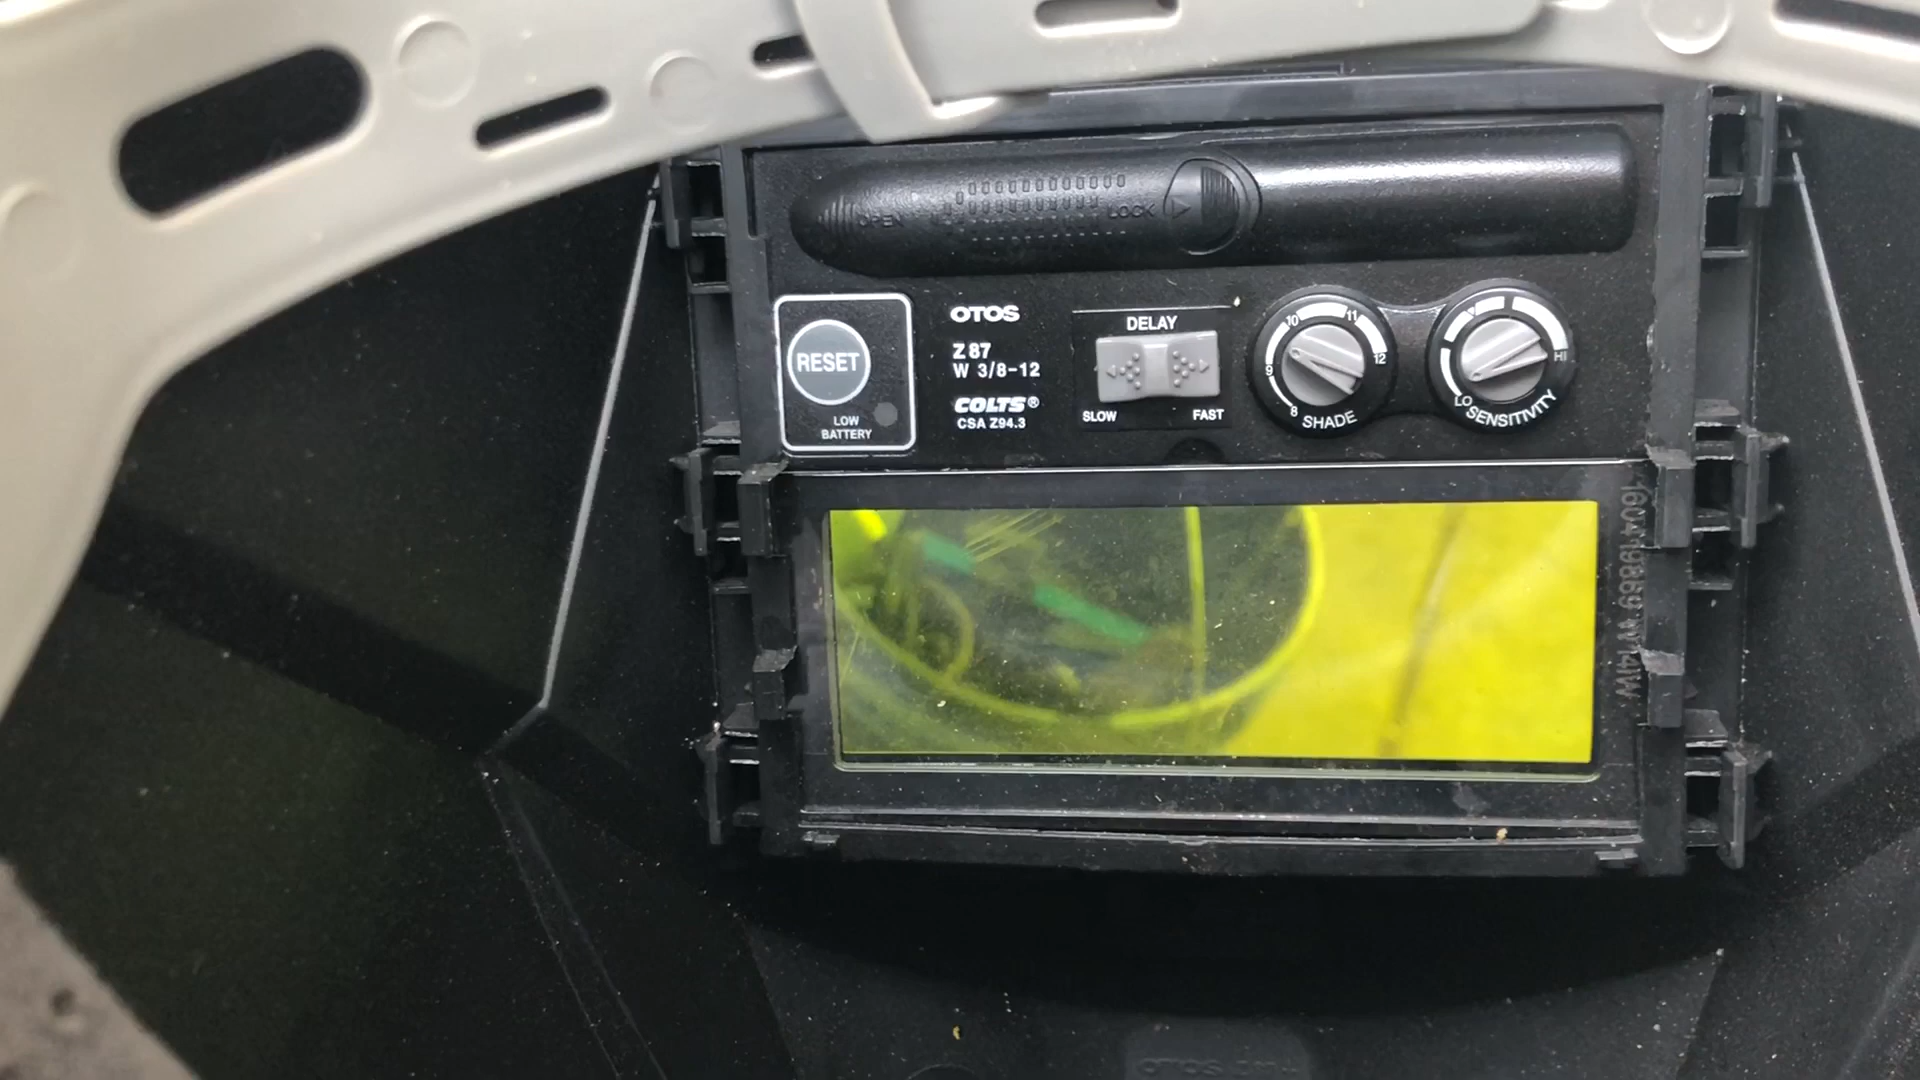 OPEN
LOCK
RESET
LOW
BATTERY
OTOS
Z 87
W 3/8-12
COLTS®
CSA Z94.3
DELAY
SLOW FAST
8 9 10 11 12
SHADE
LO HI
SENSITIVITY